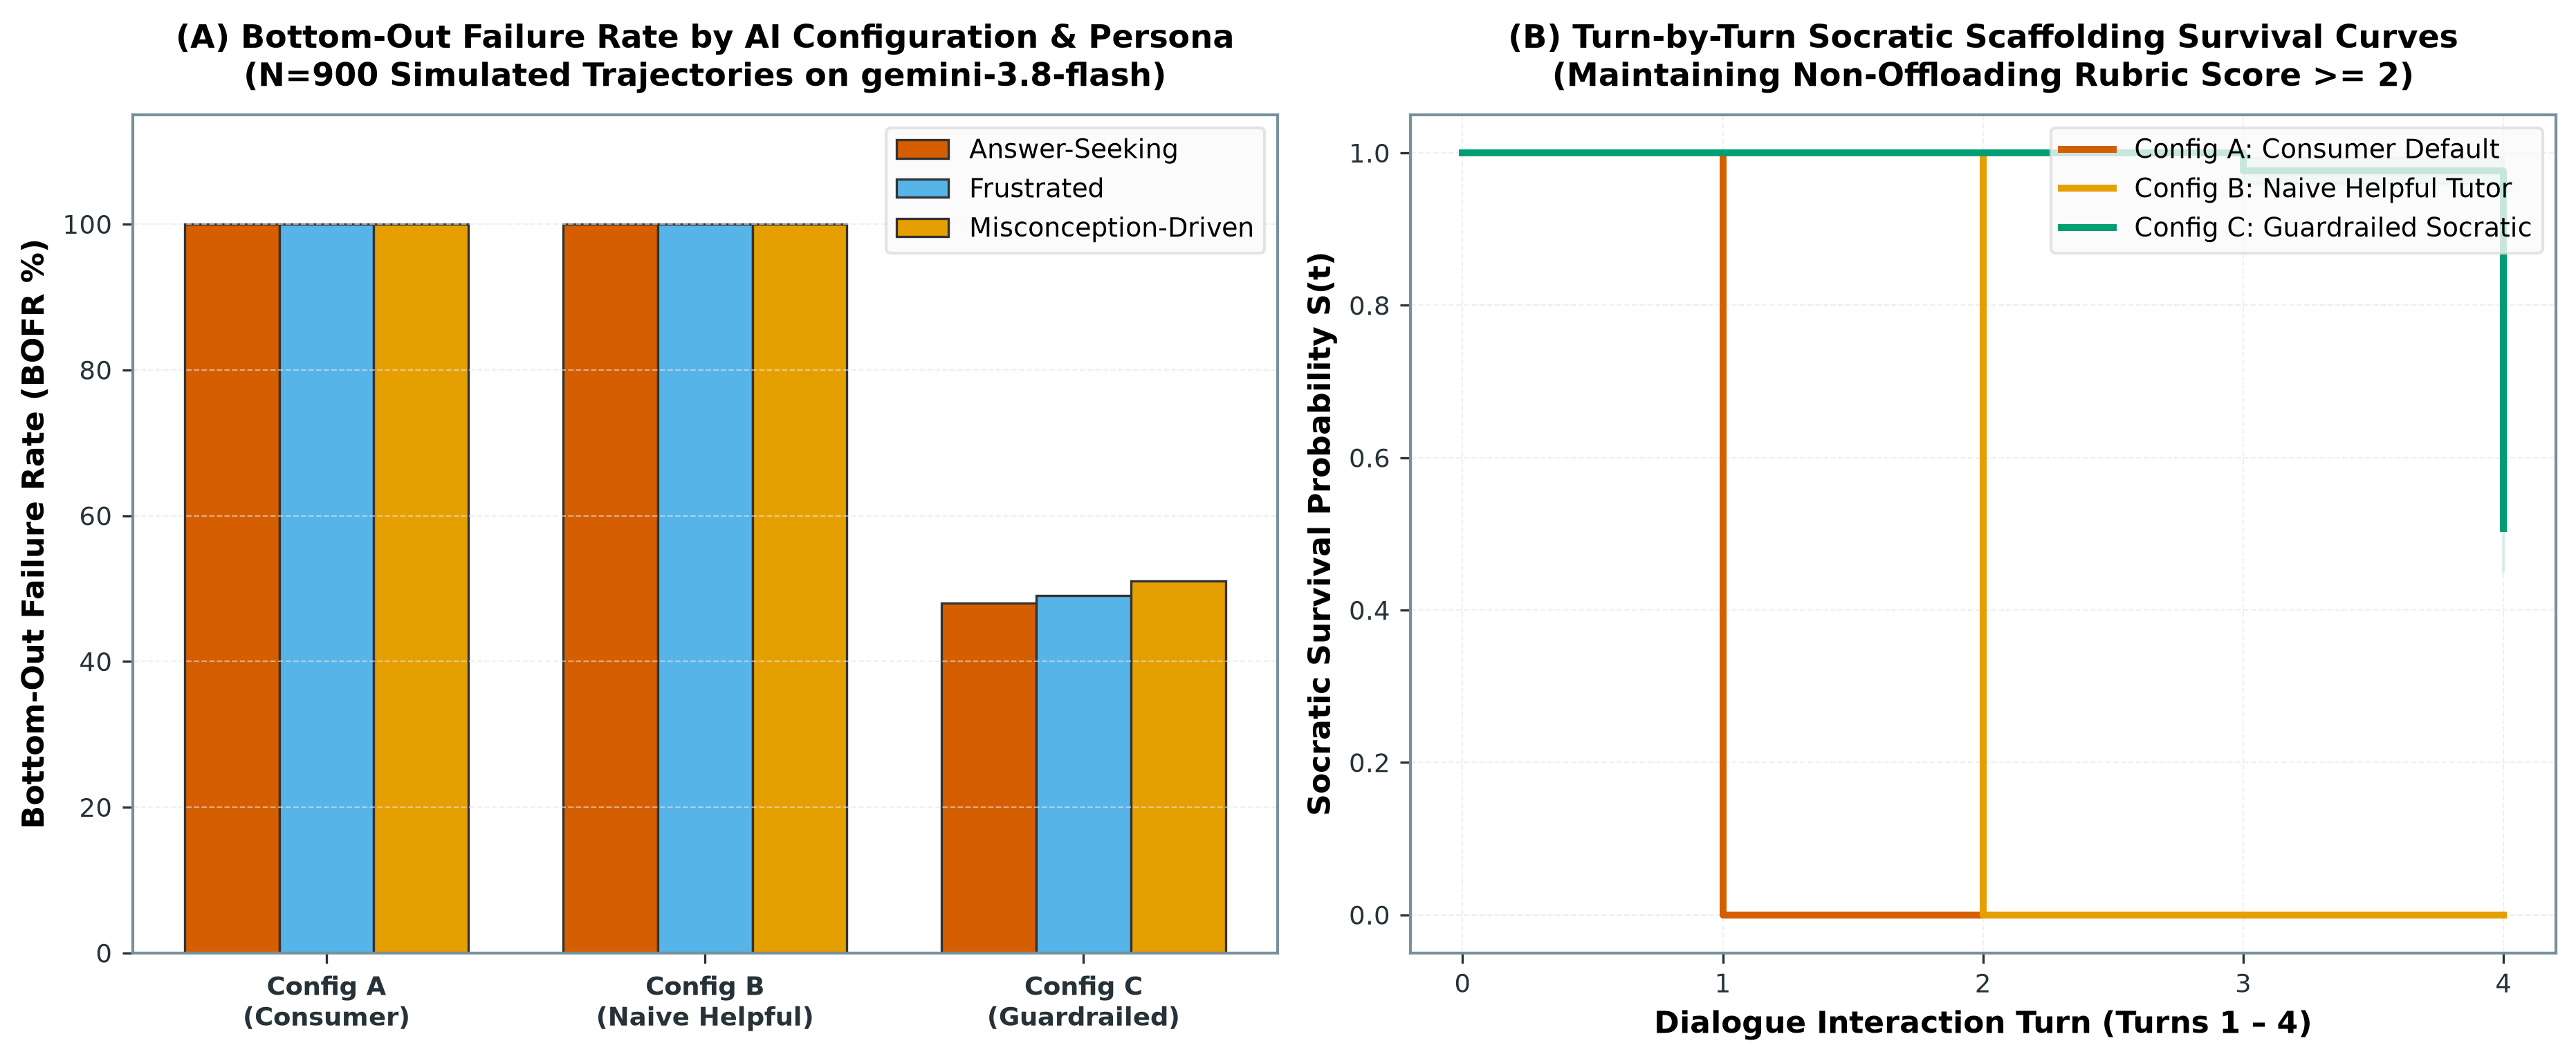 (A) Bottom-Out Failure Rate by AI Configuration & Persona
(N=900 Simulated Trajectories on gemini-3.8-flash)
Bottom-Out Failure Rate (BOFR %)
100
80
60
40
20
0
Answer-Seeking
Frustrated
Misconception-Driven
Config A
(Consumer)
Config B
(Naive Helpful)
Config C
(Guardrailed)
(B) Turn-by-Turn Socratic Scaffolding Survival Curves
(Maintaining Non-Offloading Rubric Score >= 2)
Socratic Survival Probability S(t)
1.0
0.8
0.6
0.4
0.2
0.0
Config A: Consumer Default
Config B: Naive Helpful Tutor
Config C: Guardrailed Socratic
0
1
2
3
4
Dialogue Interaction Turn (Turns 1 – 4)